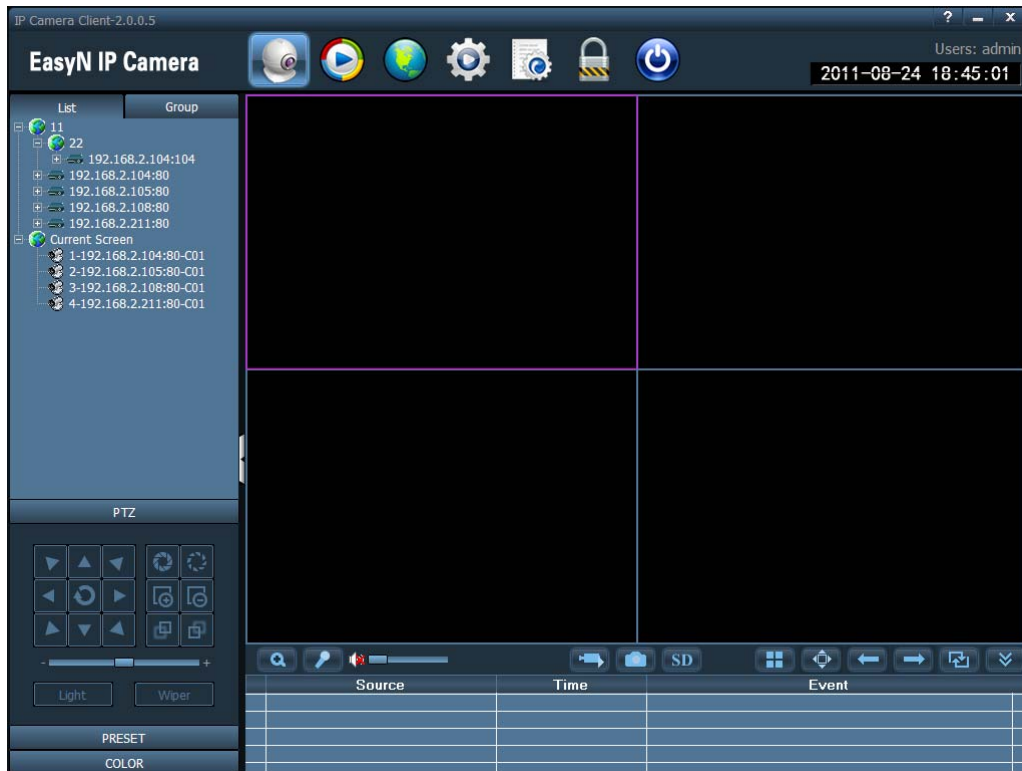 IP Camera Client-2.0.0.5
? – x
EasyN IP Camera
Users: admin
2011-08-24 18:45:01
List Group
11
22
192.168.2.104:104
192.168.2.104:80
192.168.2.105:80
192.168.2.108:80
192.168.2.211:80
Current Screen
1-192.168.2.104:80-C01
2-192.168.2.105:80-C01
3-192.168.2.108:80-C01
4-192.168.2.211:80-C01
PTZ
- +
Light Wiper
PRESET
COLOR
SD
Source Time Event